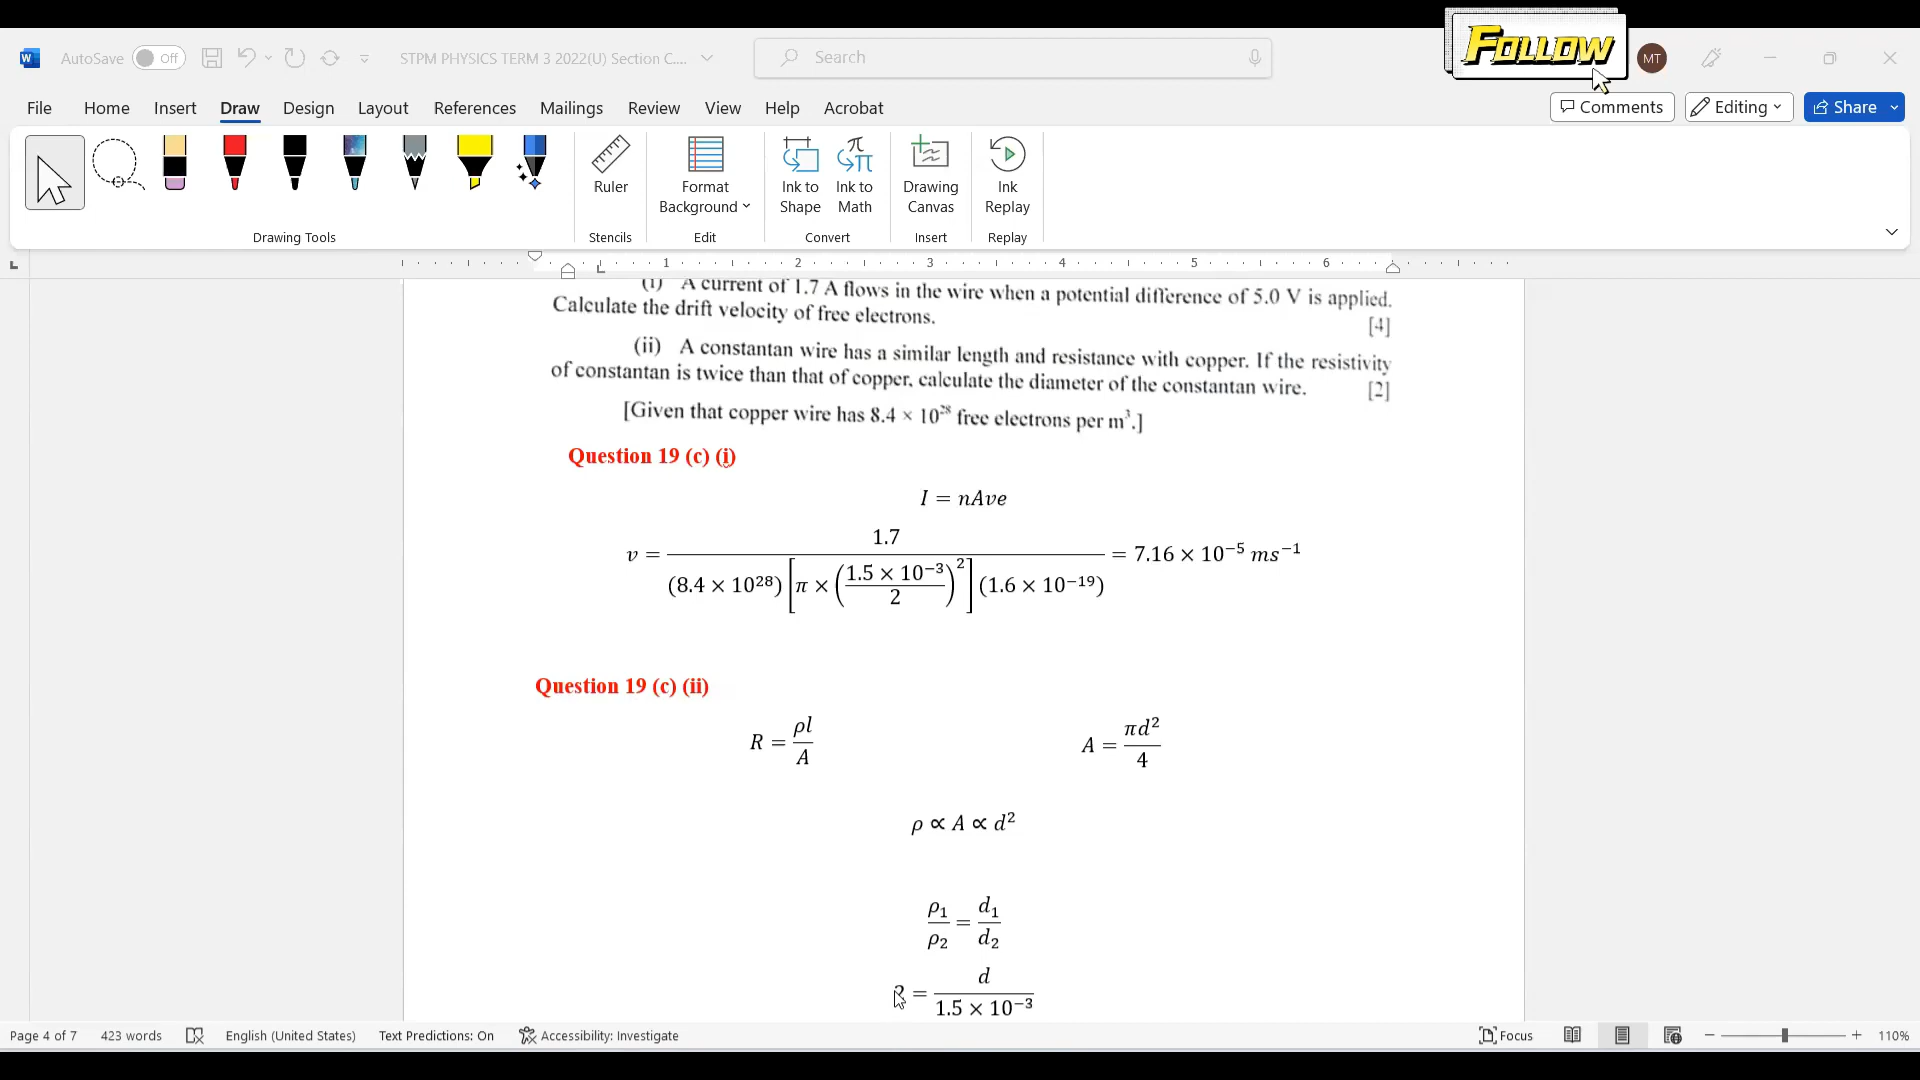 FOLLOW
AutoSave Off STPM PHYSICS TERM 3 2022(U) Section C.... Search MT
File Home Insert Draw Design Layout References Mailings Review View Help Acrobat Comments Editing Share
Ruler Format Background Ink to Shape Ink to Math Drawing Canvas Ink Replay
Drawing Tools Stencils Edit Convert Insert Replay
1 2 3 4 5 6
(i) A current of 1.7 A flows in the wire when a potential difference of 5.0 V is applied.
Calculate the drift velocity of free electrons. [4]
(ii) A constantan wire has a similar length and resistance with copper. If the resistivity
of constantan is twice than that of copper, calculate the diameter of the constantan wire. [2]
[Given that copper wire has 8.4 × 10²⁸ free electrons per m³.]
Question 19 (c) (i)
I = nAve
v = 1.7 / (8.4 × 10²⁸) [π × (1.5 × 10⁻³ / 2)²] (1.6 × 10⁻¹⁹) = 7.16 × 10⁻⁵ ms⁻¹
Question 19 (c) (ii)
R = ρl / A A = πd² / 4
ρ ∝ A ∝ d²
ρ₁ / ρ₂ = d₁ / d₂
= d / 1.5 × 10⁻³
Page 4 of 7 423 words English (United States) Text Predictions: On Accessibility: Investigate Focus 110%